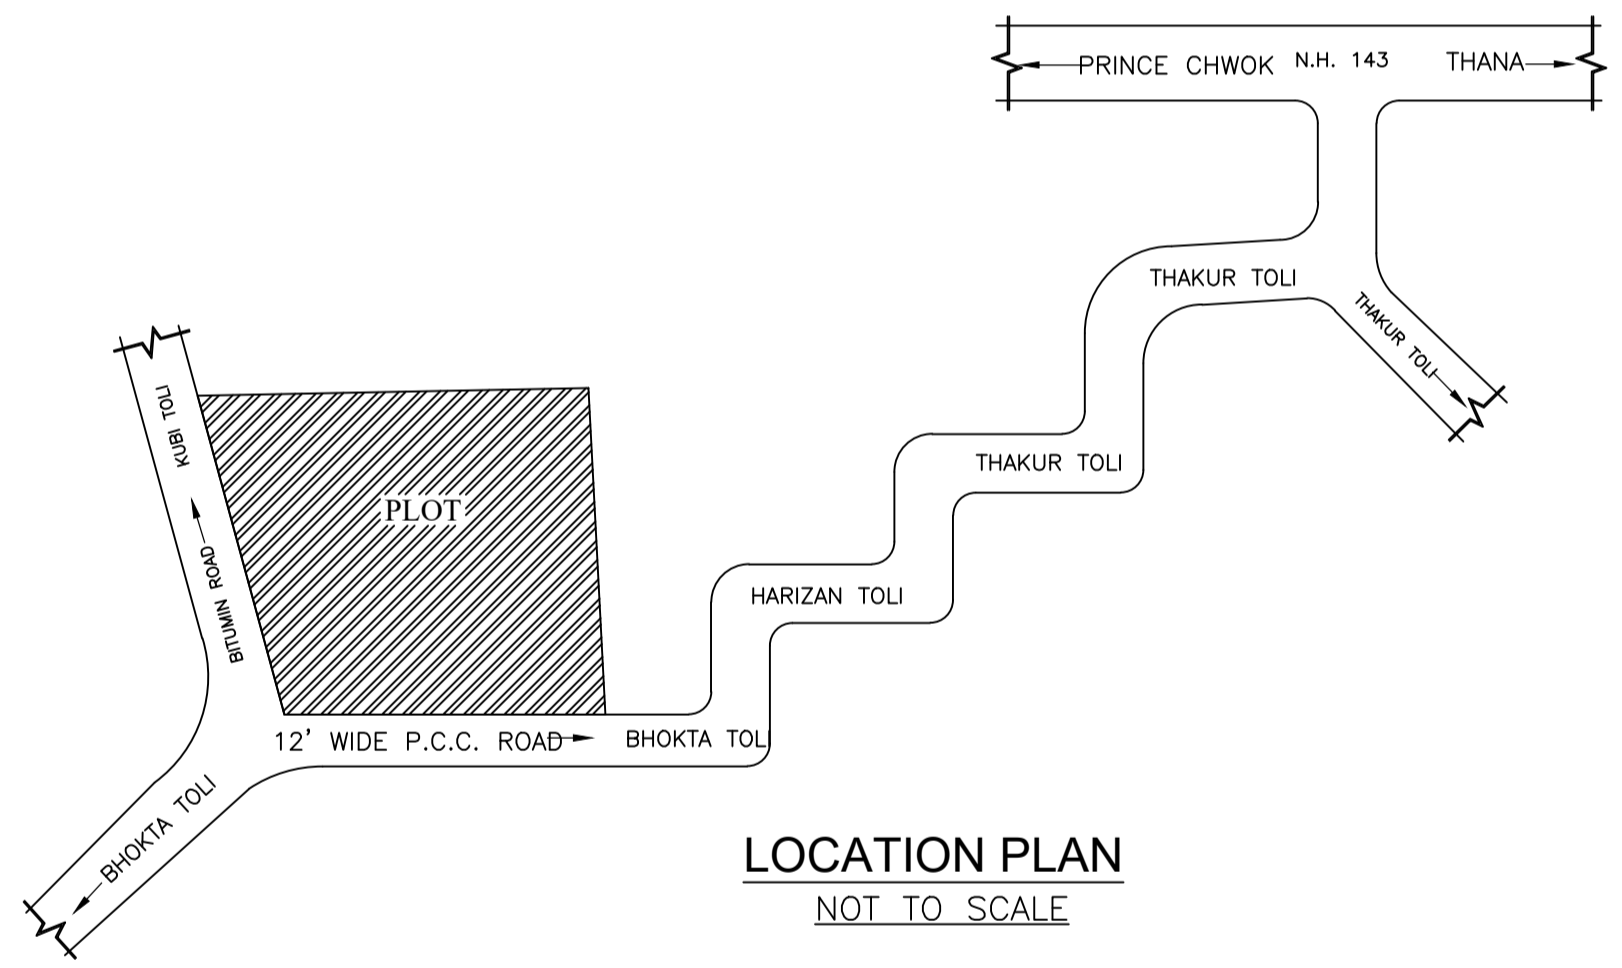 PRINCE CHWOK N.H. 143 THANA
THAKUR TOLI
THAKUR TOLI
THAKUR TOLI
HARIZAN TOLI
KUBI TOLI
BITUMIN ROAD
PLOT
12' WIDE P.C.C. ROAD
BHOKTA TOLI
BHOKTA TOLI
LOCATION PLAN
NOT TO SCALE